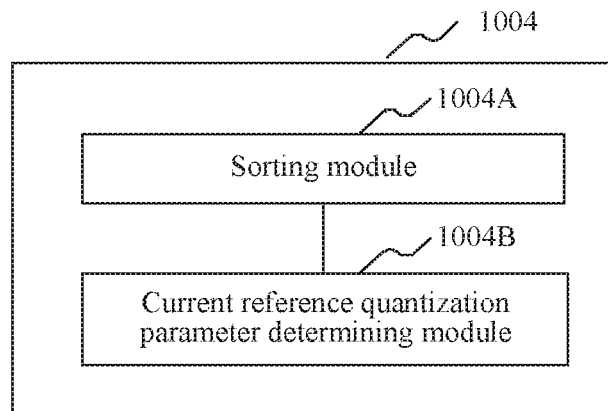 1004
1004A
Sorting module
1004B
Current reference quantization
parameter determining module